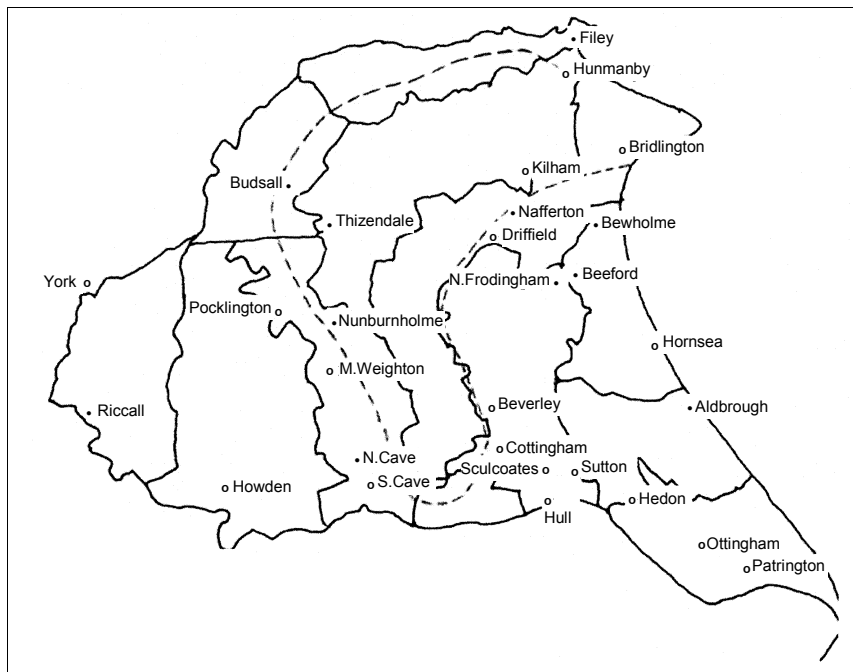 Filey
Hunmanby
Bridlington
Kilham
Budsall
Nafferton
Thizendale
Bewholme
Driffield
York
N.Frodingham
Beeford
Pocklington
Nunburnholme
Hornsea
M.Weighton
Beverley
Aldbrough
Riccall
Cottingham
N.Cave
Sculcoates
Sutton
S.Cave
Howden
Hedon
Hull
Ottingham
Patrington